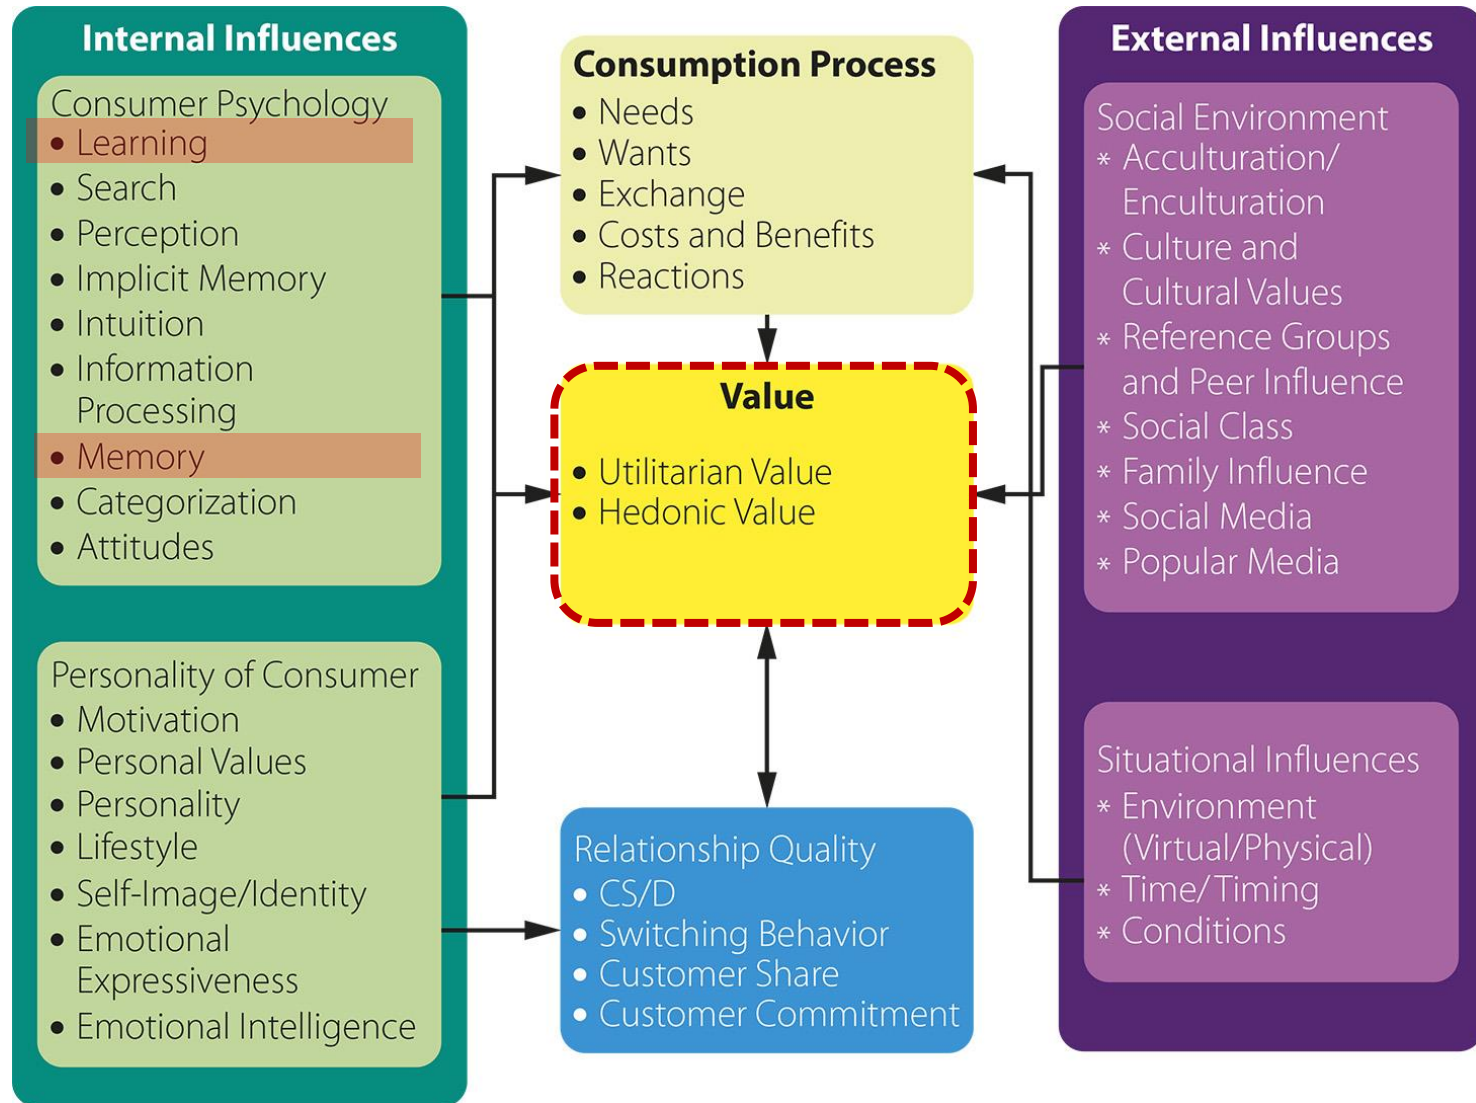 Internal Influences
Consumer Psychology
• Learning
• Search
• Perception
• Implicit Memory
• Intuition
• Information
Processing
• Memory
• Categorization
• Attitudes
Personality of Consumer
• Motivation
• Personal Values
• Personality
• Lifestyle
• Self-Image/Identity
• Emotional
Expressiveness
• Emotional Intelligence
Consumption Process
• Needs
• Wants
• Exchange
• Costs and Benefits
• Reactions
Value
• Utilitarian Value
• Hedonic Value
Relationship Quality
• CS/D
• Switching Behavior
• Customer Share
• Customer Commitment
External Influences
Social Environment
* Acculturation/
Enculturation
* Culture and
Cultural Values
* Reference Groups
and Peer Influence
* Social Class
* Family Influence
* Social Media
* Popular Media
Situational Influences
* Environment
(Virtual/Physical)
* Time/Timing
* Conditions